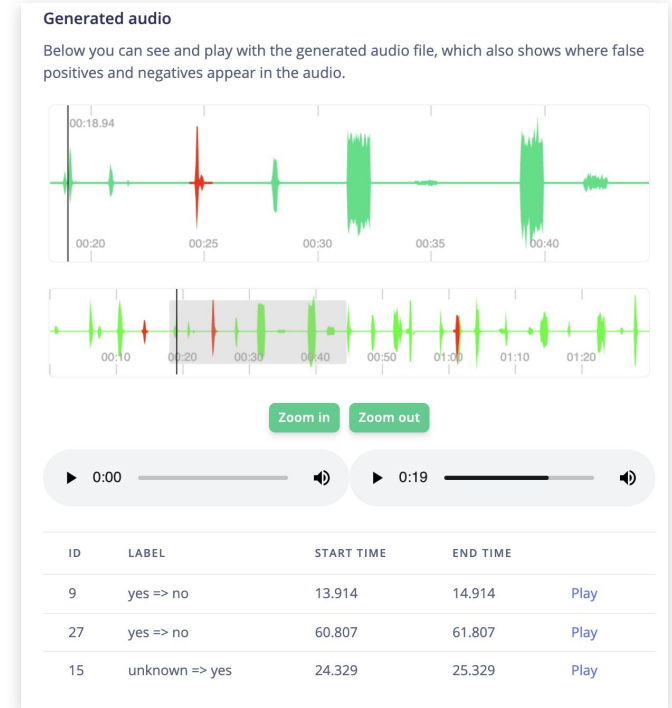 Generated audio
Below you can see and play with the generated audio file, which also shows where false
positives and negatives appear in the audio.
00:18.94
00:20 00:25 00:30 00:35 00:40
00:10 00:20 00:30 00:40 00:50 01:00 01:10 01:20
Zoom in Zoom out
0:00 0:19
ID LABEL START TIME END TIME
9 yes => no 13.914 14.914 Play
27 yes => no 60.807 61.807 Play
15 unknown => yes 24.329 25.329 Play